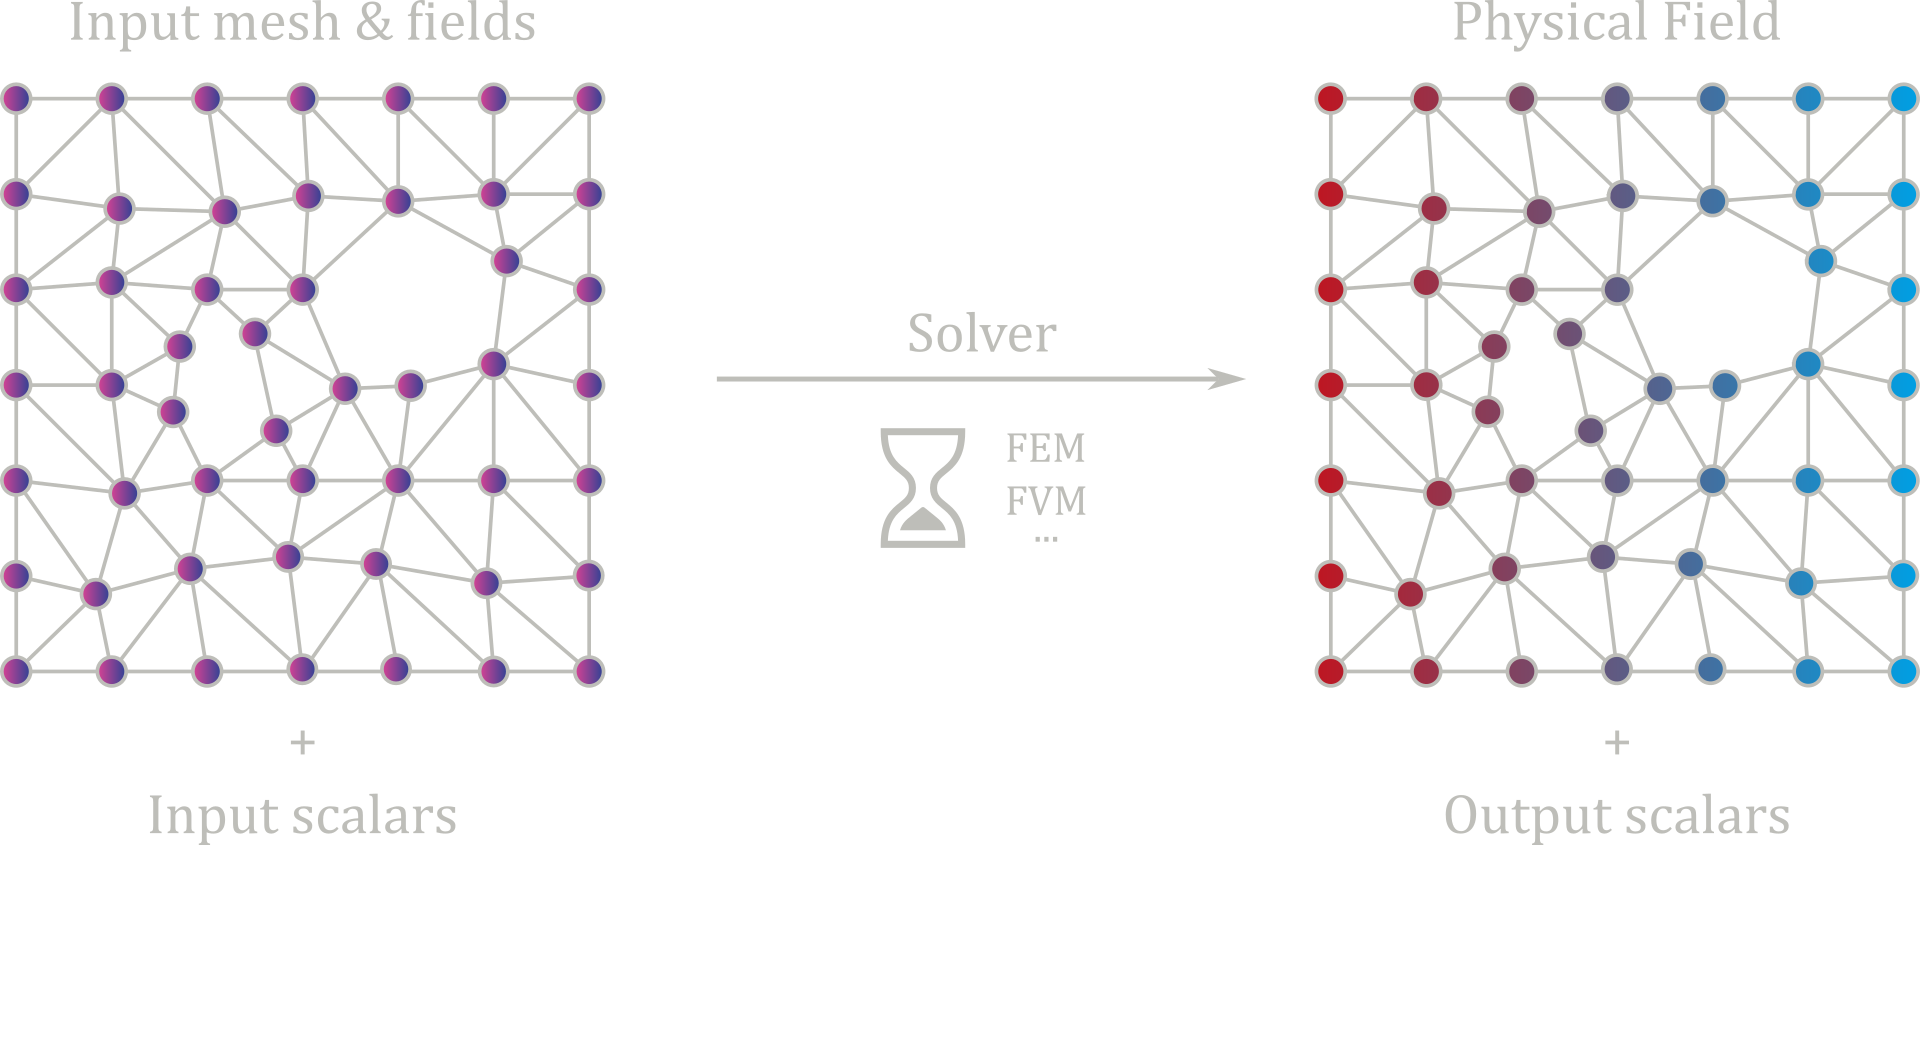 Input mesh & fields
Physical Field
Solver
FEM
FVM
...
+
Input scalars
+
Output scalars